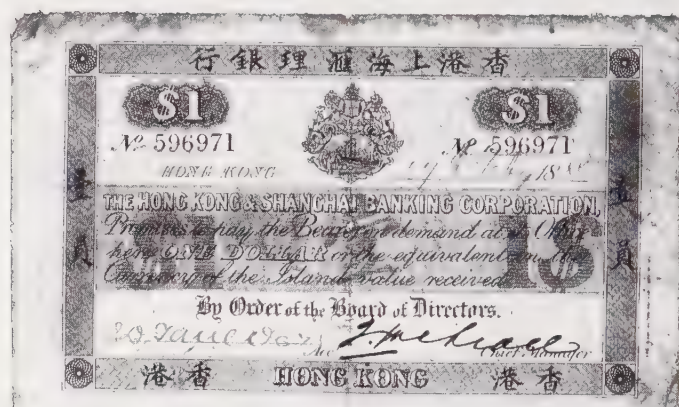 行銀理滙海上港香
$1 $1
No 596971 No 596971
HONG KONG 18
THE HONG KONG & SHANGHAI BANKING CORPORATION,
Promises to pay the Bearer on demand at its Office
here ONE DOLLAR or the equivalent in the
Currency of the Island value received.
By Order of the Board of Directors.
Acc Chief Manager
港香 HONG KONG 港香
壹員
壹員